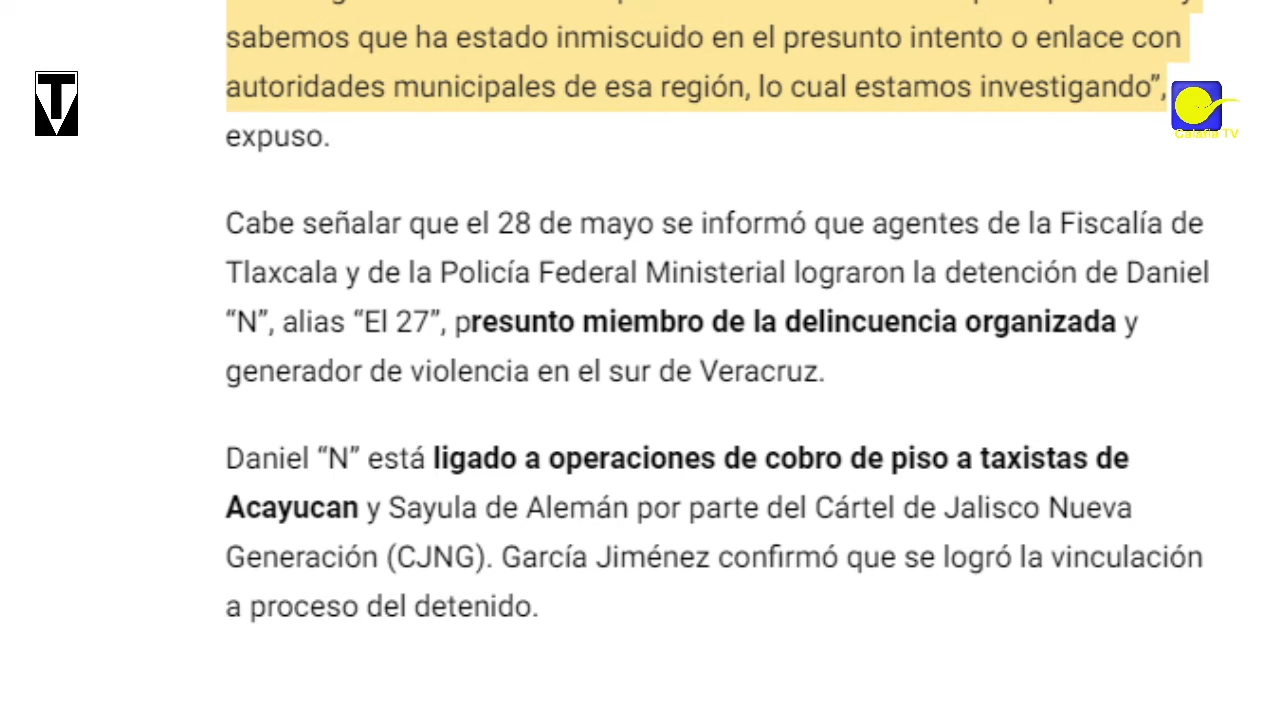 sabemos que ha estado inmiscuido en el presunto intento o enlace con
autoridades municipales de esa región, lo cual estamos investigando”,
expuso.
Cabe señalar que el 28 de mayo se informó que agentes de la Fiscalía de
Tlaxcala y de la Policía Federal Ministerial lograron la detención de Daniel
“N”, alias “El 27”, presunto miembro de la delincuencia organizada y
generador de violencia en el sur de Veracruz.
Daniel “N” está ligado a operaciones de cobro de piso a taxistas de
Acayucan y Sayula de Alemán por parte del Cártel de Jalisco Nueva
Generación (CJNG). García Jiménez confirmó que se logró la vinculación
a proceso del detenido.
TV
Calafia TV